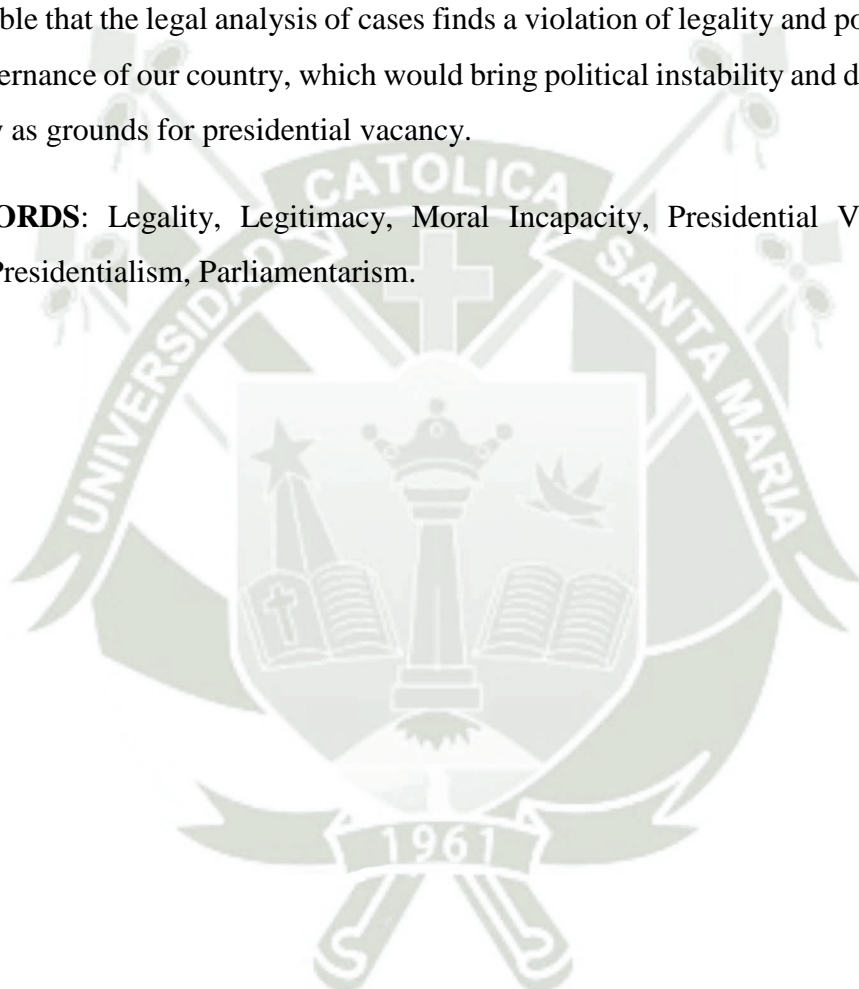 ble that the legal analysis of cases finds a violation of legality and po
ernance of our country, which would bring political instability and d
y as grounds for presidential vacancy.
ORDS: Legality, Legitimacy, Moral Incapacity, Presidential V
Presidentialism, Parliamentarism.
UNIVERSIDAD CATOLICA SANTA MARIA
1961